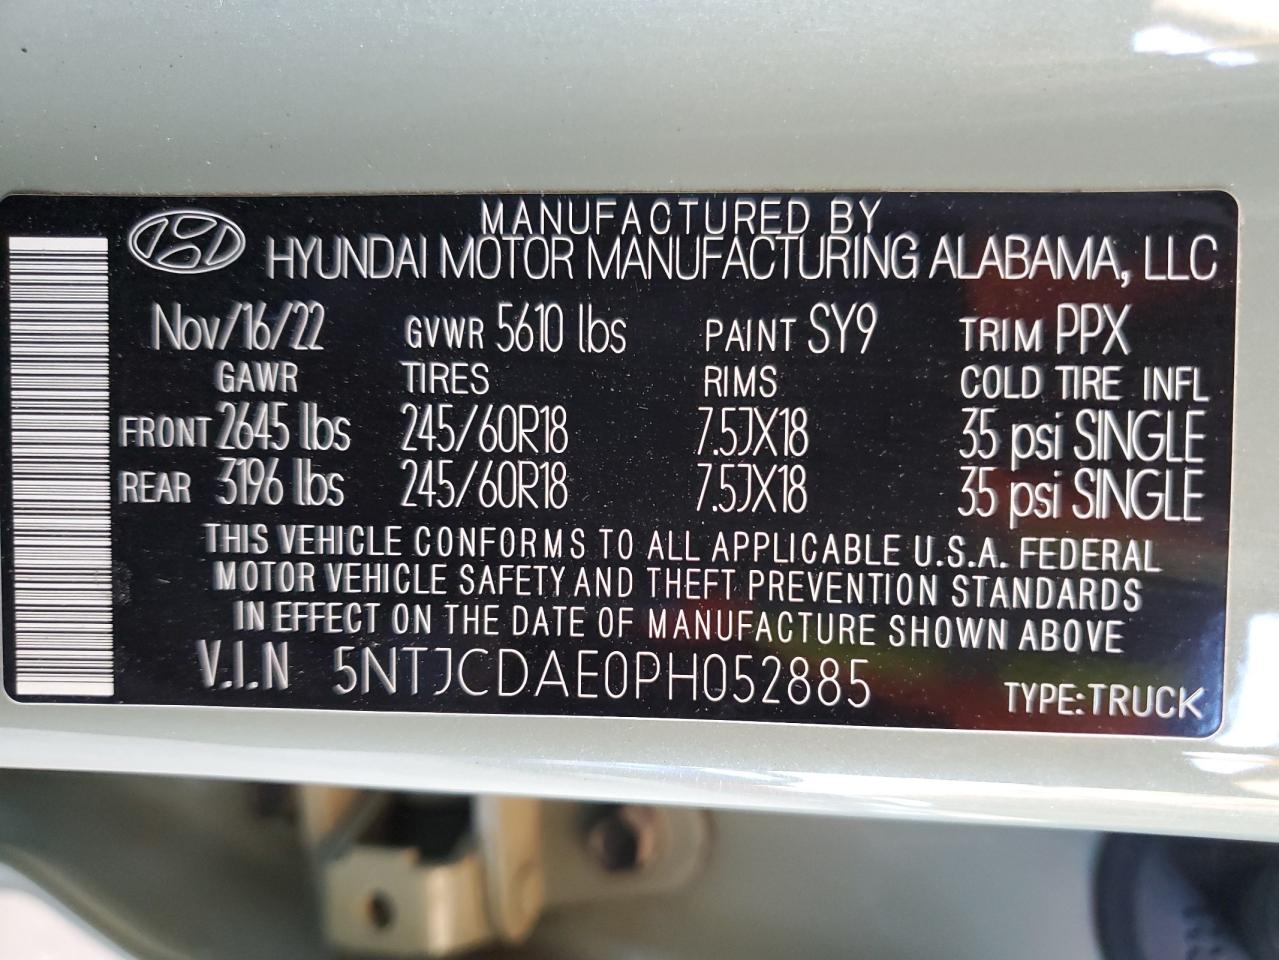 MANUFACTURED BY
HYUNDAI MOTOR MANUFACTURING ALABAMA, LLC
Nov/16/22 GVWR 5610 lbs PAINT SY9 TRIM PPX
GAWR TIRES RIMS COLD TIRE INFL
FRONT 2645 lbs 245/60R18 7.5JX18 35 psi SINGLE
REAR 3196 lbs 245/60R18 7.5JX18 35 psi SINGLE
THIS VEHICLE CONFORMS TO ALL APPLICABLE U.S.A. FEDERAL
MOTOR VEHICLE SAFETY AND THEFT PREVENTION STANDARDS
IN EFFECT ON THE DATE OF MANUFACTURE SHOWN ABOVE
V.I.N 5NTJCDAE0PH052885 TYPE:TRUCK